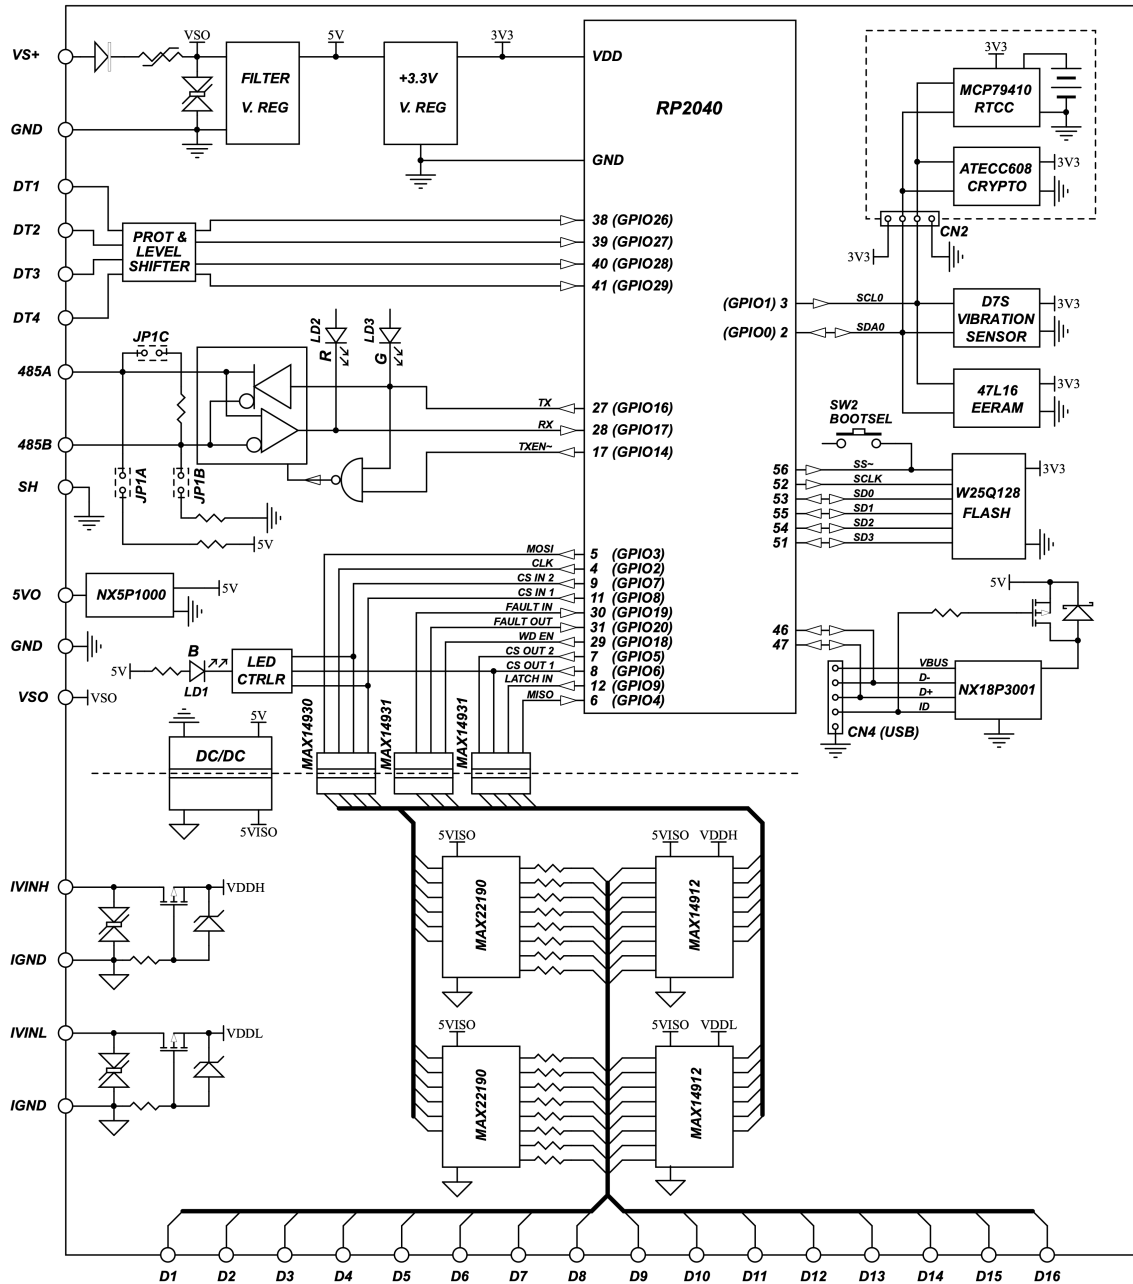 VS+
VSO
FILTER
V. REG
5V
+3.3V
V. REG
3V3
VDD
RP2040
GND
GND
3V3
MCP79410
RTCC
ATECC608
CRYPTO
3V3
CN2
3V3
DT1
DT2
DT3
DT4
PROT &
LEVEL
SHIFTER
38 (GPIO26)
39 (GPIO27)
40 (GPIO28)
41 (GPIO29)
(GPIO1) 3
SCL0
(GPIO0) 2
SDA0
D7S
VIBRATION
SENSOR
3V3
47L16
EERAM
3V3
JP1C
LD2
R
LD3
G
485A
485B
SH
JP1A
JP1B
5V
TX
27 (GPIO16)
RX
28 (GPIO17)
TXEN~
17 (GPIO14)
SW2
BOOTSEL
56
SS~
52
SCLK
53
SD0
55
SD1
54
SD2
51
SD3
W25Q128
FLASH
3V3
MOSI
5 (GPIO3)
CLK
4 (GPIO2)
CS IN 2
9 (GPIO7)
CS IN 1
11 (GPIO8)
FAULT IN
30 (GPIO19)
FAULT OUT
31 (GPIO20)
WD EN
29 (GPIO18)
CS OUT 2
7 (GPIO5)
CS OUT 1
8 (GPIO6)
LATCH IN
12 (GPIO9)
MISO
6 (GPIO4)
5V
46
47
VBUS
D-
D+
ID
NX18P3001
CN4 (USB)
5VO
NX5P1000
5V
GND
5V
B
LD1
LED
CTRLR
VSO
VSO
5V
DC/DC
5VISO
MAX14930
MAX14931
MAX14931
5VISO
MAX22190
5VISO
VDDH
MAX14912
IVINH
VDDH
IGND
IVINL
VDDL
IGND
5VISO
MAX22190
5VISO
VDDL
MAX14912
D1
D2
D3
D4
D5
D6
D7
D8
D9
D10
D11
D12
D13
D14
D15
D16